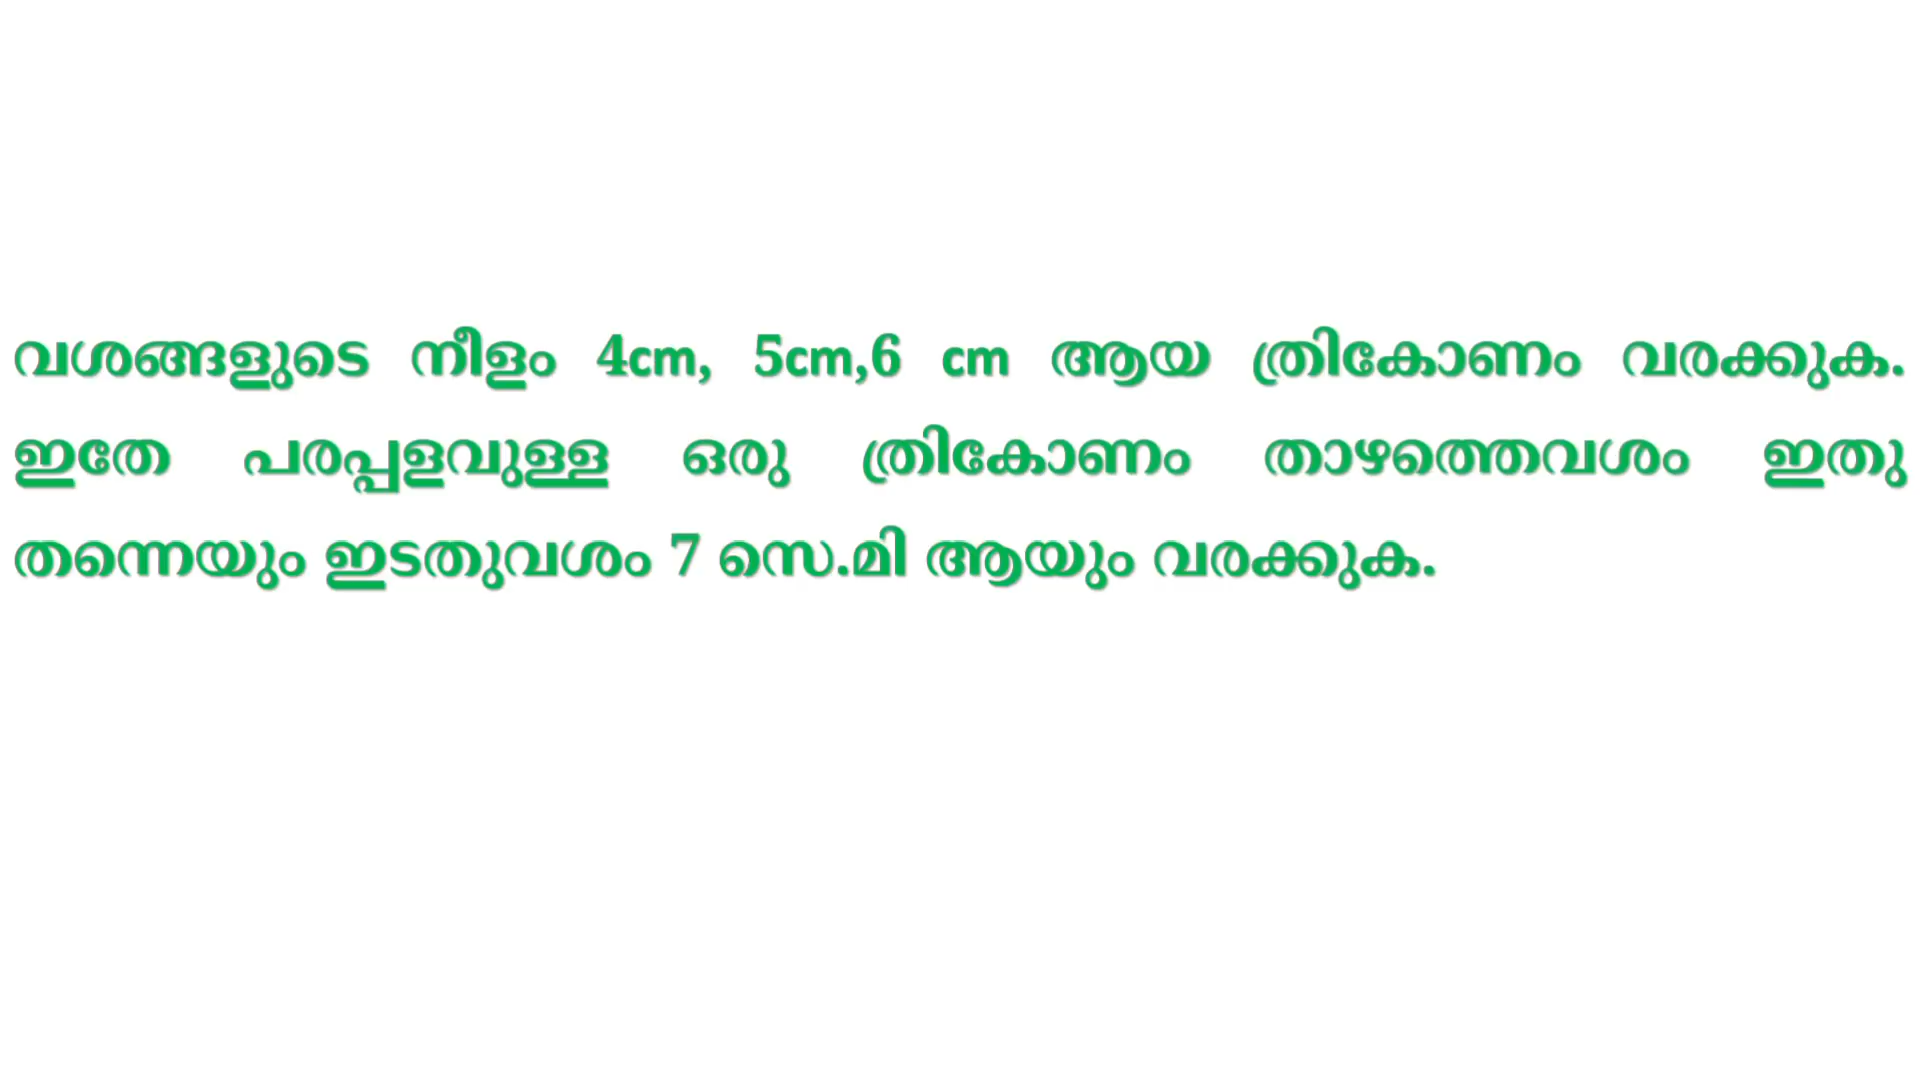 വശങ്ങളുടെ നീളം 4cm, 5cm,6 cm ആയ ത്രികോണം വരക്കുക.
ഇതേ പരപ്പളവുള്ള ഒരു ത്രികോണം താഴത്തെവശം ഇതു
തന്നെയും ഇടതുവശം 7 സെ.മി ആയും വരക്കുക.